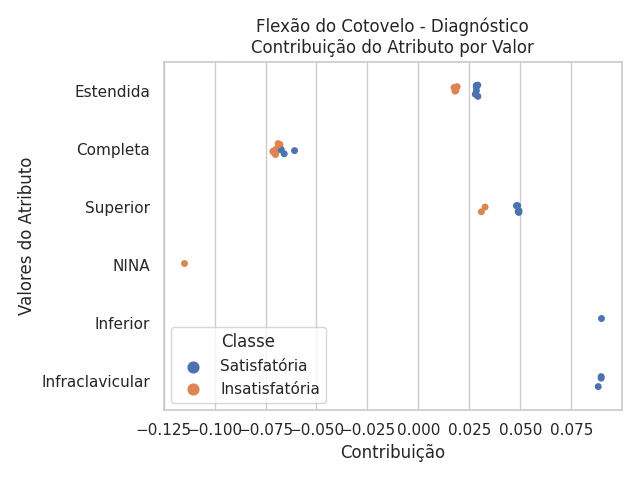 Flexão do Cotovelo - Diagnóstico
Contribuição do Atributo por Valor
Valores do Atributo
Estendida
Completa
Superior
NINA
Inferior
Infraclavicular
Classe
Satisfatória
Insatisfatória
−0.125 −0.100 −0.075 −0.050 −0.025 0.000 0.025 0.050 0.075
Contribuição